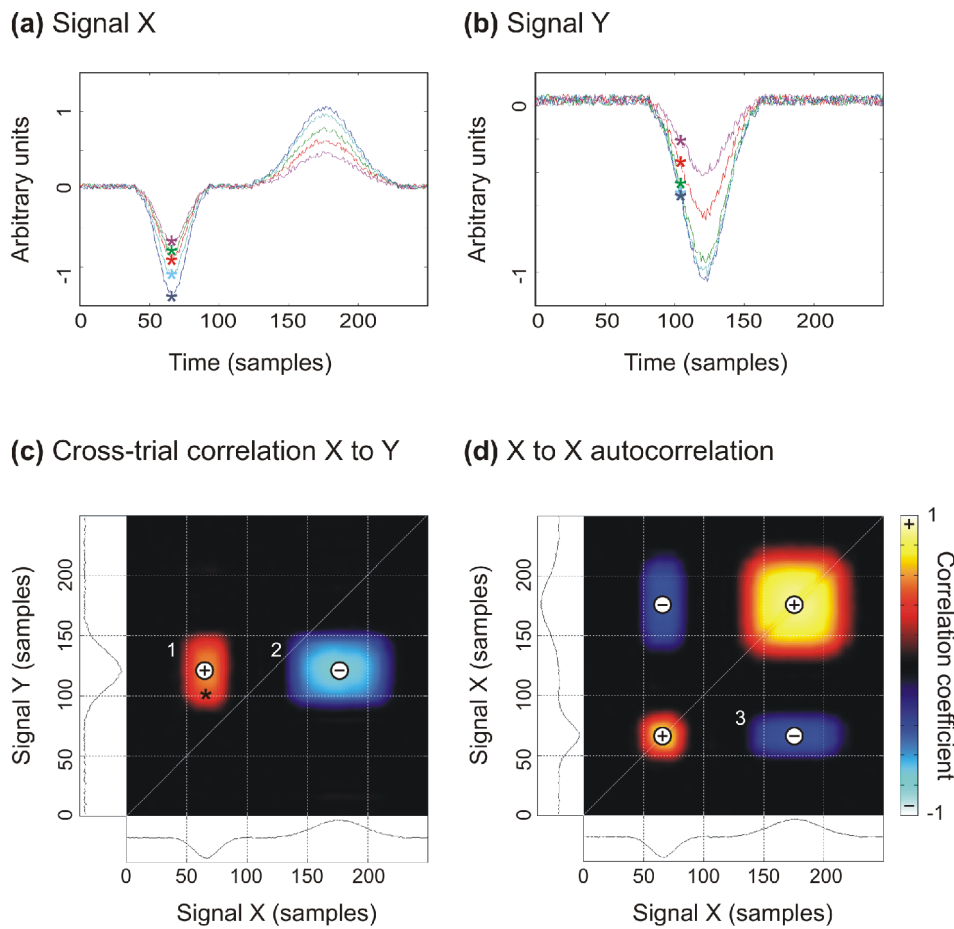 (a) Signal X
(b) Signal Y
Arbitrary units
1
0
-1
0 50 100 150 200
Time (samples)
Arbitrary units
0
-1
0 50 100 150 200
Time (samples)
(c) Cross-trial correlation X to Y
(d) X to X autocorrelation
Signal Y (samples)
0 50 100 150 200
1
+
2
−
*
0 50 100 150 200
Signal X (samples)
Signal X (samples)
0 50 100 150 200
−
+
+
3
−
0 50 100 150 200
Signal X (samples)
1
+
−
-1
Correlation coefficient